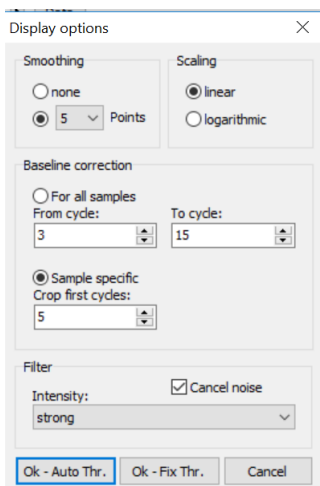 Display options
Smoothing
none
5 Points
Scaling
linear
logarithmic
Baseline correction
For all samples
From cycle: To cycle:
3 15
Sample specific
Crop first cycles:
5
Filter
Cancel noise
Intensity:
strong
Ok - Auto Thr. Ok - Fix Thr. Cancel